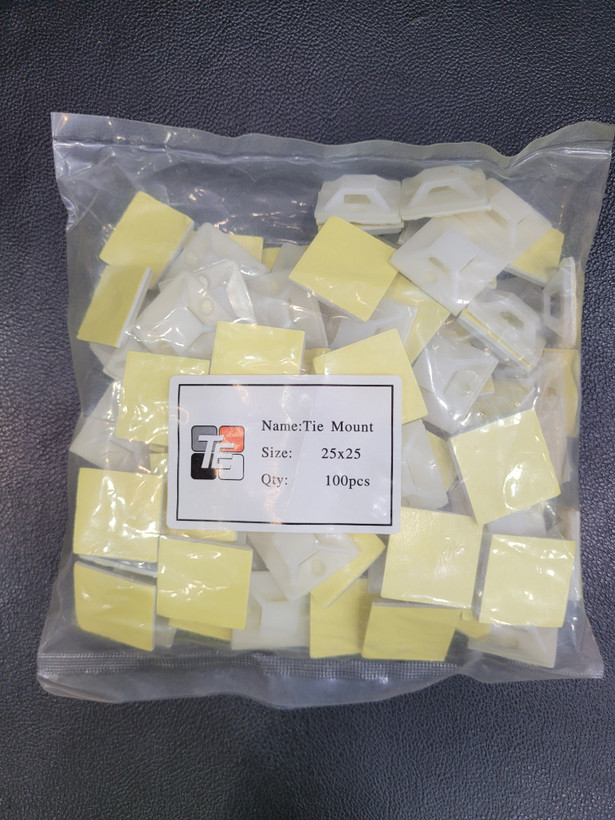 Name:Tie Mount
Size: 25x25
Qty: 100pcs